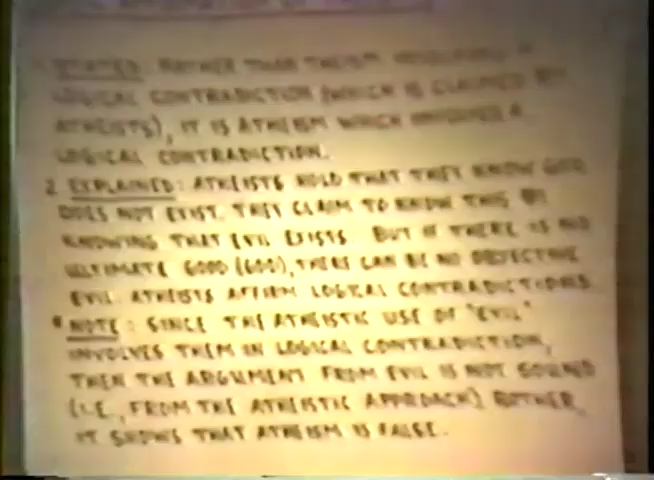 STATED: RATHER THAN THEISM INVOLVING A
LOGICAL CONTRADICTION (WHICH IS CLAIMED BY
ATHEISTS), IT IS ATHEISM WHICH INVOLVES A
LOGICAL CONTRADICTION.
2 EXPLAINED: ATHEISTS HOLD THAT THEY KNOW GOD
DOES NOT EXIST. THEY CLAIM TO KNOW THIS BY
KNOWING THAT EVIL EXISTS. BUT IF THERE IS NO
ULTIMATE GOOD (GOD), THERE CAN BE NO OBJECTIVE
EVIL. ATHEISTS AFFIRM LOGICAL CONTRADICTIONS.
* NOTE: SINCE THE ATHEISTIC USE OF "EVIL"
INVOLVES THEM IN LOGICAL CONTRADICTION,
THEN THE ARGUMENT FROM EVIL IS NOT SOUND
(I.E., FROM THE ATHEISTIC APPROACH) RATHER,
IT SHOWS THAT ATHEISM IS FALSE.